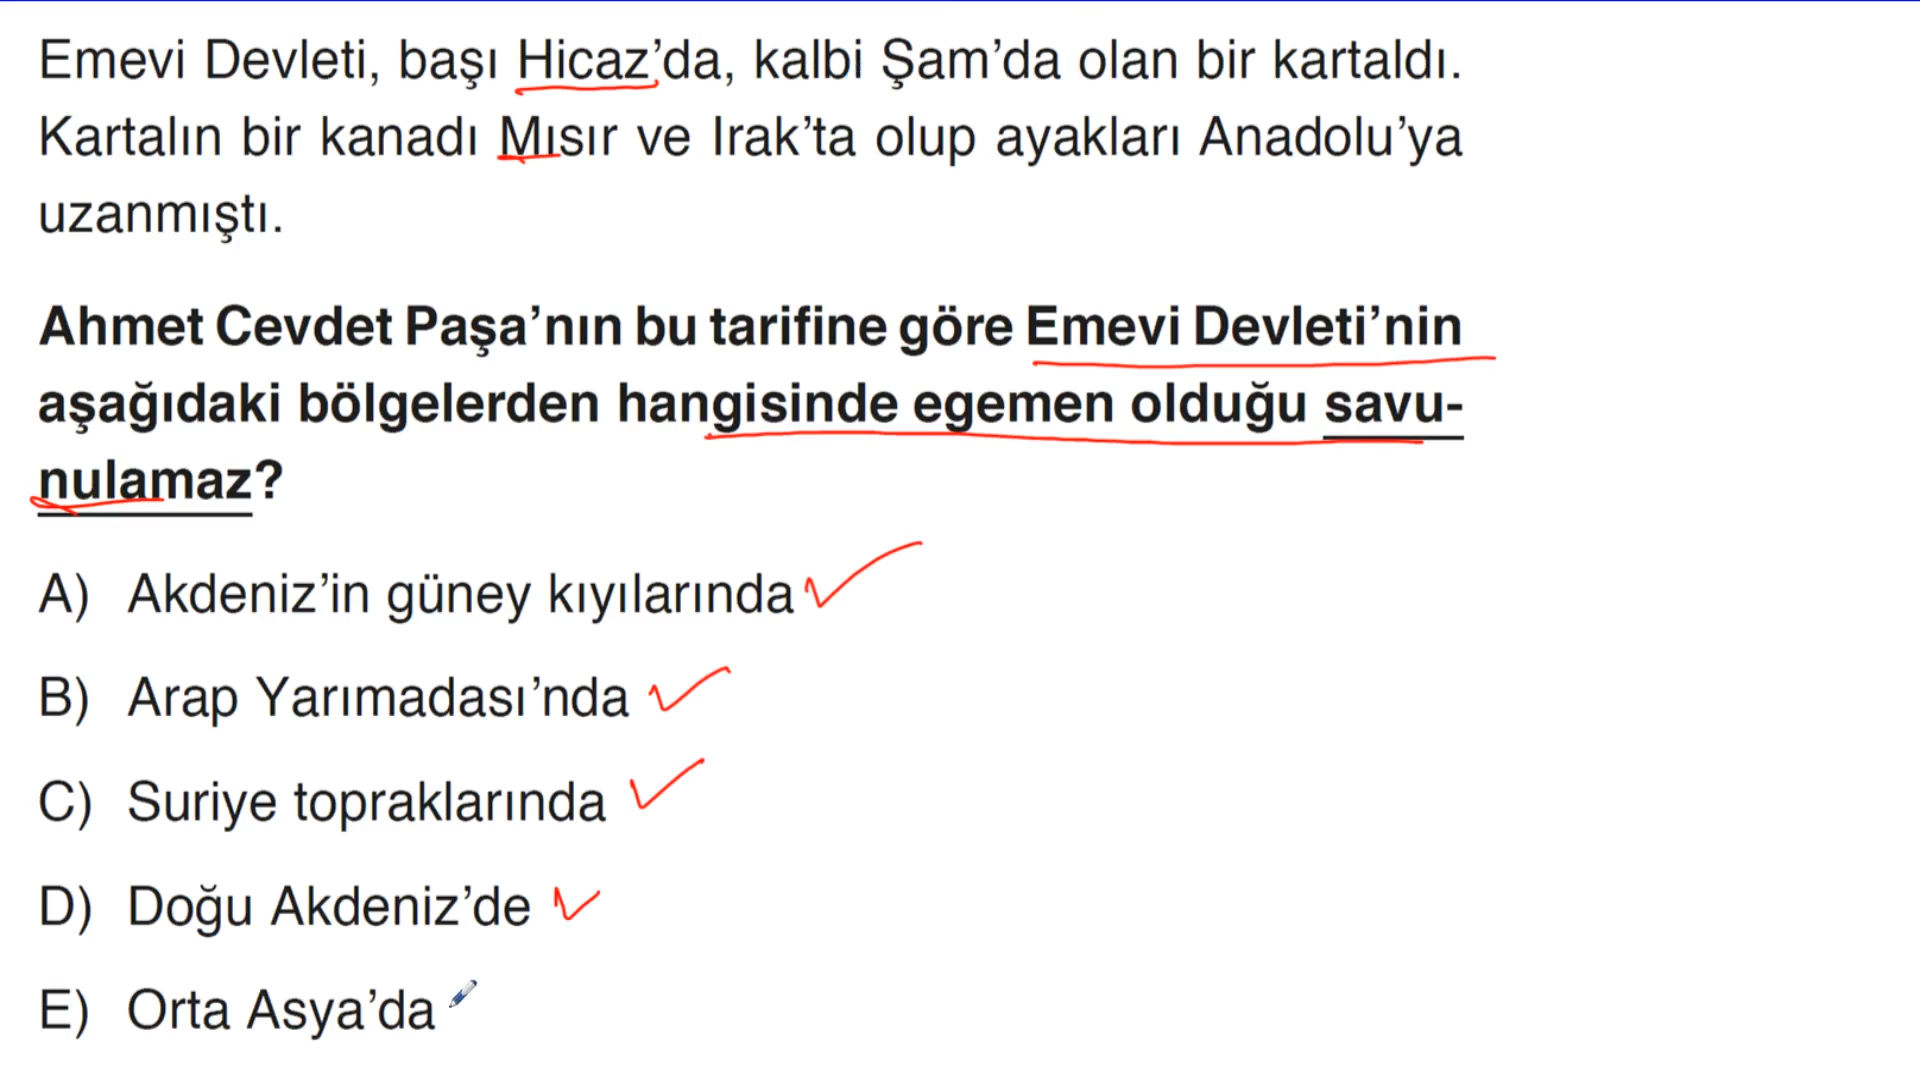 Emevi Devleti, başı Hicaz’da, kalbi Şam’da olan bir kartaldı.
Kartalın bir kanadı Mısır ve Irak’ta olup ayakları Anadolu’ya
uzanmıştı.
Ahmet Cevdet Paşa’nın bu tarifine göre Emevi Devleti’nin
aşağıdaki bölgelerden hangisinde egemen olduğu savu-
nulamaz?
A) Akdeniz’in güney kıyılarında
B) Arap Yarımadası’nda
C) Suriye topraklarında
D) Doğu Akdeniz’de
E) Orta Asya’da